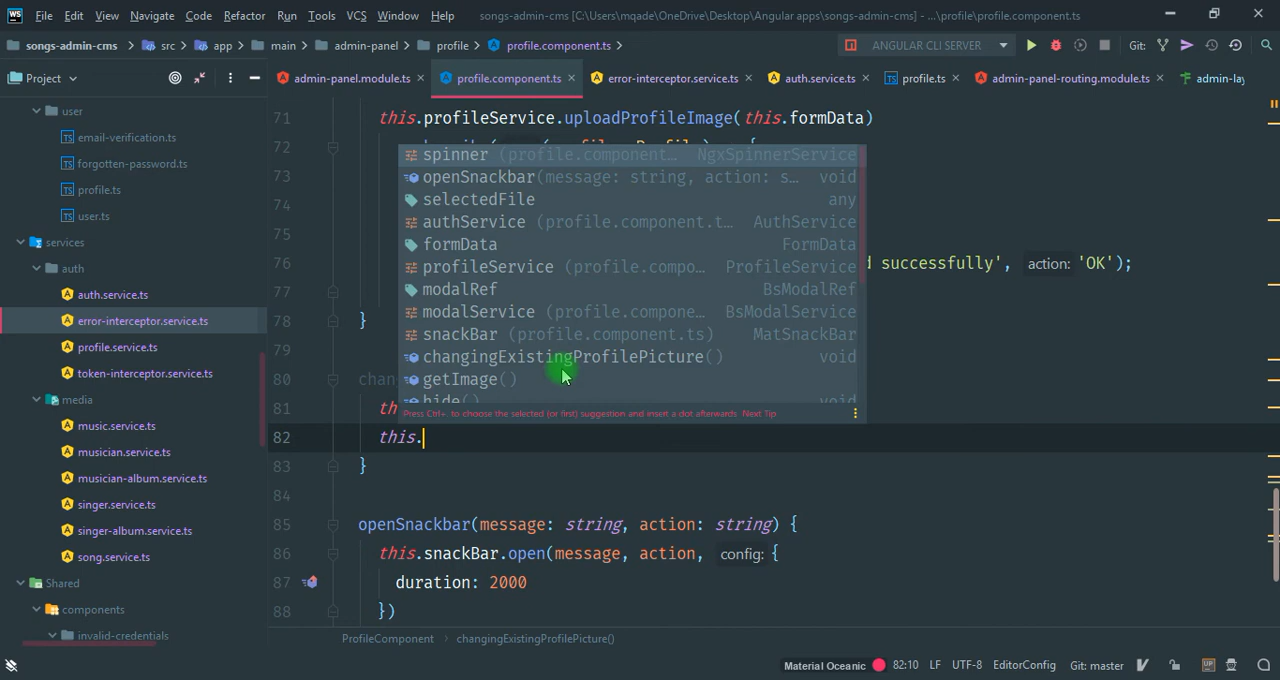 WS File Edit View Navigate Code Refactor Run Tools VCS Window Help songs-admin-cms [C:\Users\mqade\OneDrive\Desktop\Angular apps\songs-admin-cms] - ...\profile\profile.component.ts
songs-admin-cms src app main admin-panel profile profile.component.ts ANGULAR CLI SERVER Git:
Project admin-panel.module.ts profile.component.ts error-interceptor.service.ts auth.service.ts profile.ts admin-panel-routing.module.ts admin-lay
user
email-verification.ts
forgotten-password.ts
profile.ts
user.ts
services
auth
auth.service.ts
error-interceptor.service.ts
profile.service.ts
token-interceptor.service.ts
media
music.service.ts
musician.service.ts
musician-album.service.ts
singer.service.ts
singer-album.service.ts
song.service.ts
Shared
components
invalid-credentials
71 this.profileService.uploadProfileImage(this.formData)
72
73
74
75
76 d successfully', action: 'OK');
77
78 }
79
80
81 th
82 this.
83 }
84
85 openSnackbar(message: string, action: string) {
86 this.snackBar.open(message, action, config: {
87 duration: 2000
88 })
spinner (profile.component... NgxSpinnerService
openSnackbar(message: string, action: s... void
selectedFile any
authService (profile.component.t... AuthService
formData FormData
profileService (profile.compo... ProfileService
modalRef BsModalRef
modalService (profile.compone... BsModalService
snackBar (profile.component.ts) MatSnackBar
changingExistingProfilePicture() void
getImage()
hide() void
Press Ctrl+. to choose the selected (or first) suggestion and insert a dot afterwards Next Tip
ProfileComponent changingExistingProfilePicture()
Material Oceanic 82:10 LF UTF-8 EditorConfig Git: master